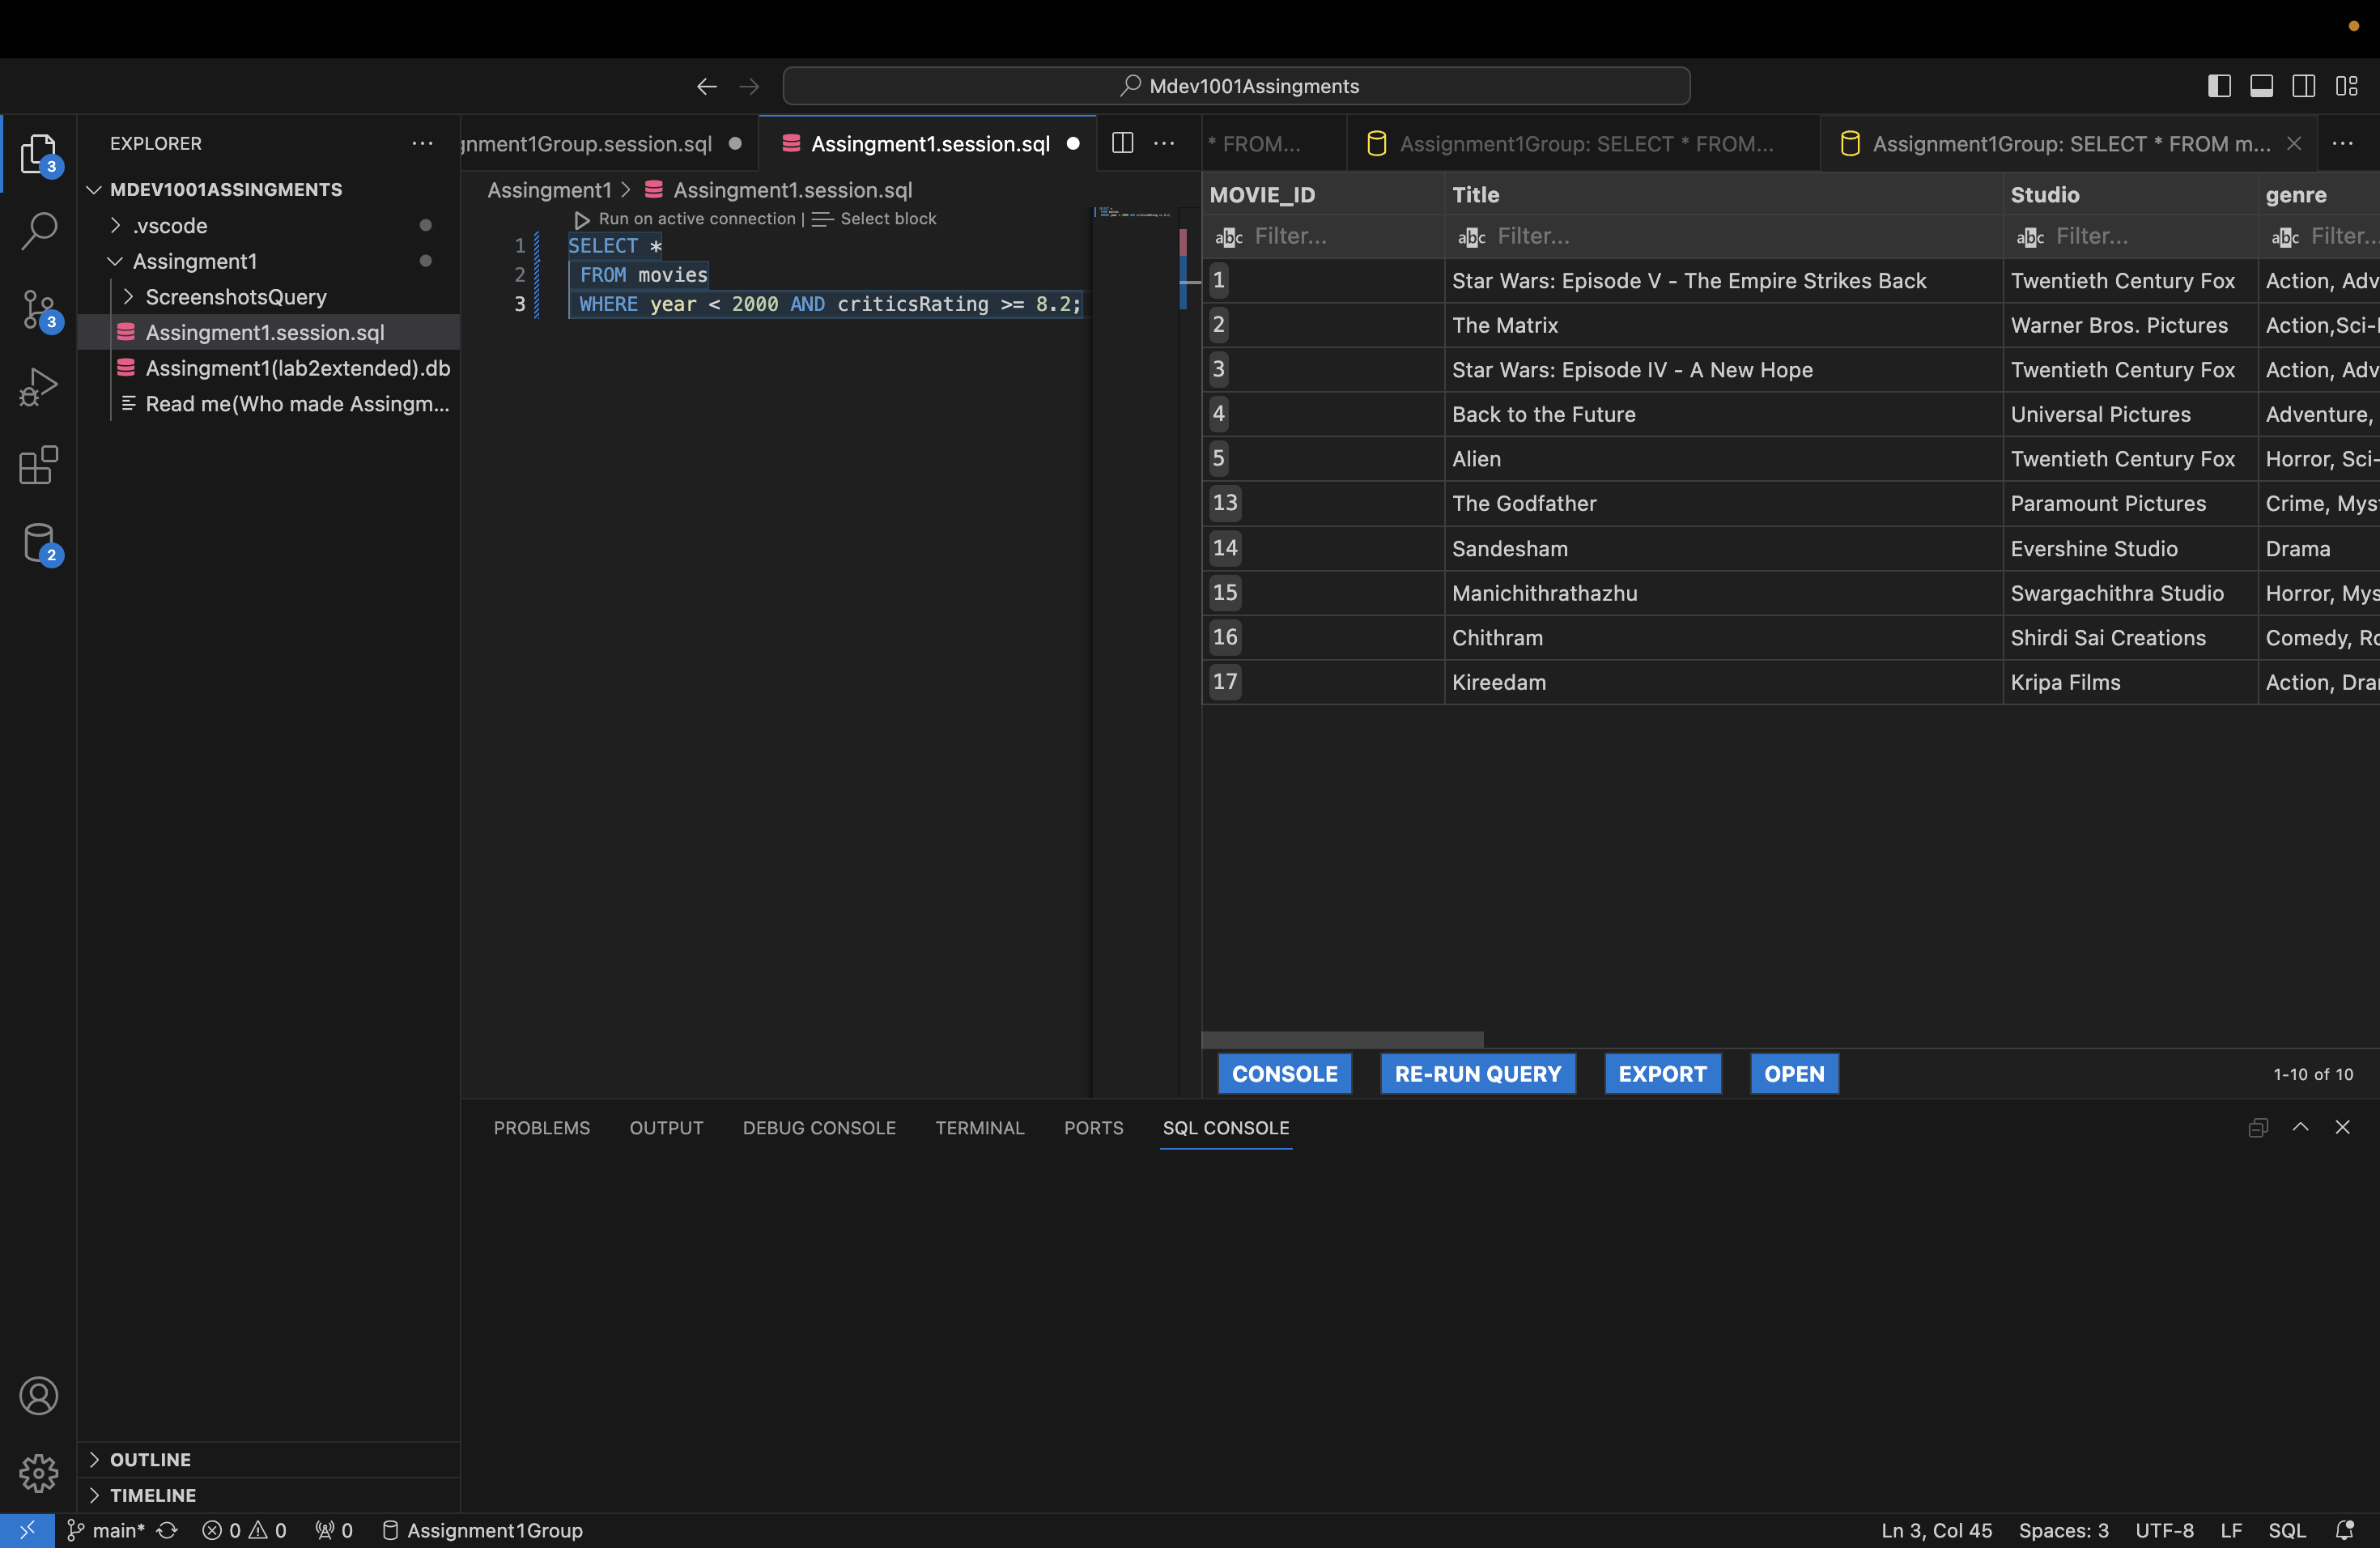 Mdev1001Assingments
EXPLORER
MDEV1001ASSINGMENTS
.vscode
Assingment1
ScreenshotsQuery
Assingment1.session.sql
Assingment1(lab2extended).db
Read me(Who made Assingm...
OUTLINE
TIMELINE
3
3
2
gnment1Group.session.sql
Assingment1.session.sql
Assingment1 > Assingment1.session.sql
Run on active connection | Select block
1 SELECT *
2 FROM movies
3 WHERE year < 2000 AND criticsRating >= 8.2;
* FROM... Assignment1Group: SELECT * FROM... Assignment1Group: SELECT * FROM m...
MOVIE_ID Title Studio genre
abc Filter... abc Filter... abc Filter... abc Filter...
1 Star Wars: Episode V - The Empire Strikes Back Twentieth Century Fox Action, Adv
2 The Matrix Warner Bros. Pictures Action,Sci-
3 Star Wars: Episode IV - A New Hope Twentieth Century Fox Action, Adv
4 Back to the Future Universal Pictures Adventure,
5 Alien Twentieth Century Fox Horror, Sci-
13 The Godfather Paramount Pictures Crime, Myst
14 Sandesham Evershine Studio Drama
15 Manichithrathazhu Swargachithra Studio Horror, Mys
16 Chithram Shirdi Sai Creations Comedy, Ro
17 Kireedam Kripa Films Action, Dra
CONSOLE RE-RUN QUERY EXPORT OPEN 1-10 of 10
PROBLEMS OUTPUT DEBUG CONSOLE TERMINAL PORTS SQL CONSOLE
main* 0 0 0 Assignment1Group Ln 3, Col 45 Spaces: 3 UTF-8 LF SQL